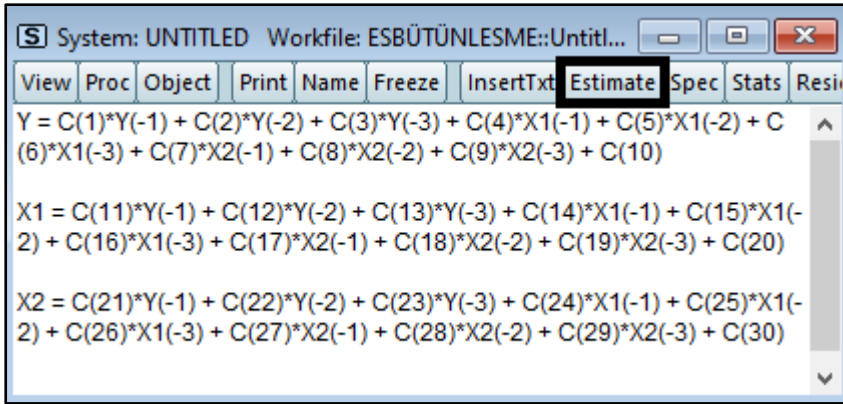 S System: UNTITLED Workfile: ESBÜTÜNLESME::Untitl...
View Proc Object Print Name Freeze InsertTxt Estimate Spec Stats Resi
Y = C(1)*Y(-1) + C(2)*Y(-2) + C(3)*Y(-3) + C(4)*X1(-1) + C(5)*X1(-2) + C
(6)*X1(-3) + C(7)*X2(-1) + C(8)*X2(-2) + C(9)*X2(-3) + C(10)
X1 = C(11)*Y(-1) + C(12)*Y(-2) + C(13)*Y(-3) + C(14)*X1(-1) + C(15)*X1(-
2) + C(16)*X1(-3) + C(17)*X2(-1) + C(18)*X2(-2) + C(19)*X2(-3) + C(20)
X2 = C(21)*Y(-1) + C(22)*Y(-2) + C(23)*Y(-3) + C(24)*X1(-1) + C(25)*X1(-
2) + C(26)*X1(-3) + C(27)*X2(-1) + C(28)*X2(-2) + C(29)*X2(-3) + C(30)